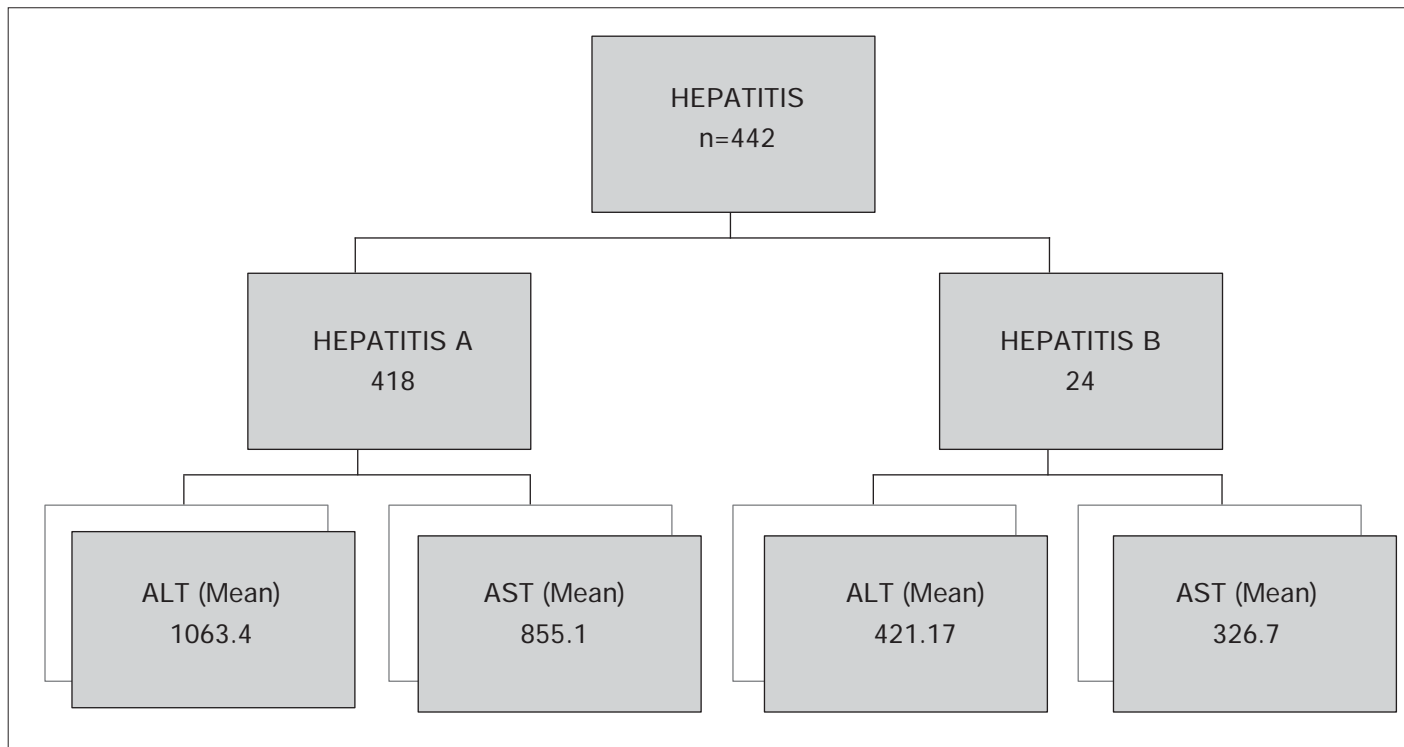 HEPATITIS
n=442
HEPATITIS A
418
HEPATITIS B
24
ALT (Mean)
1063.4
AST (Mean)
855.1
ALT (Mean)
421.17
AST (Mean)
326.7